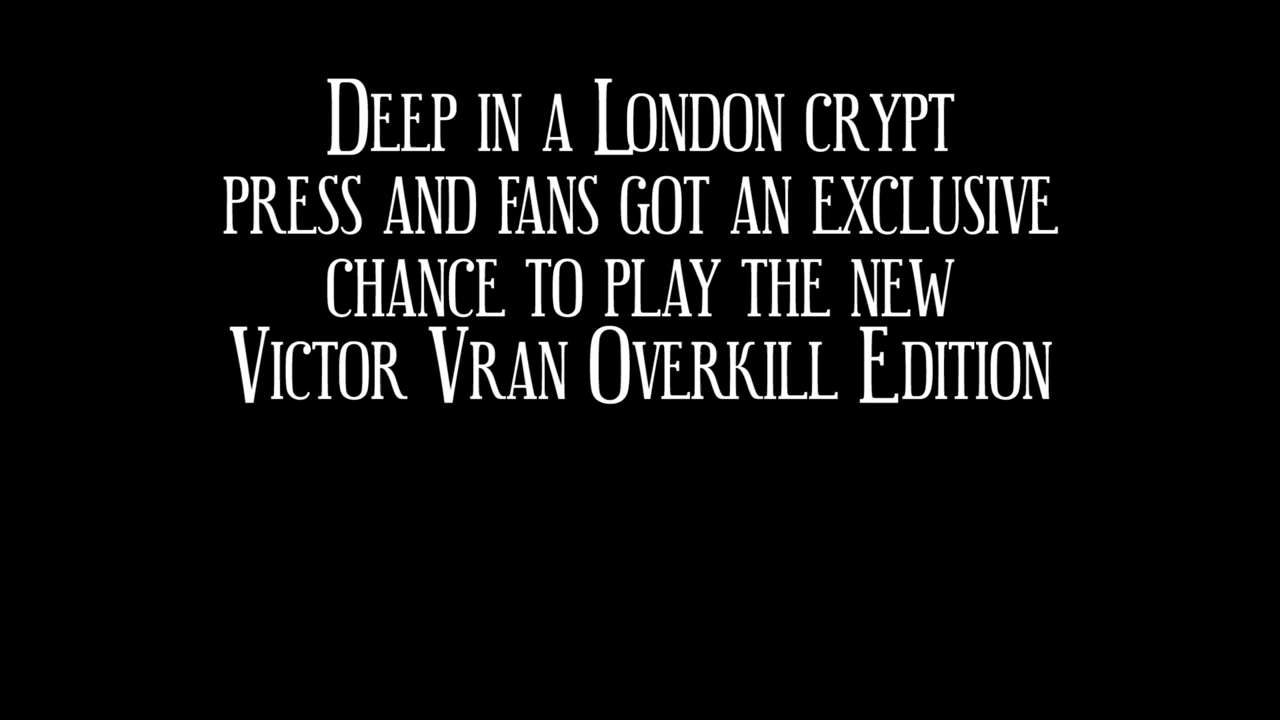 Deep in a London crypt
press and fans got an exclusive
chance to play the new
Victor Vran Overkill Edition